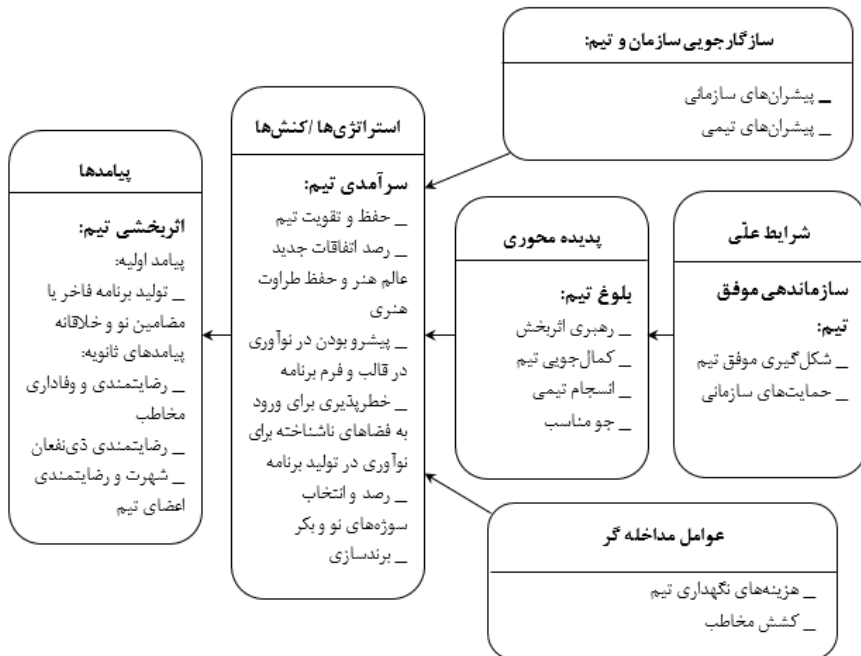 سازگارجویی سازمان و تیم:
_ پیشران‌های سازمانی
_ پیشران‌های تیمی
شرایط علّی
سازماندهی موفق
تیم:
_ شکل‌گیری موفق تیم
_ حمایت‌های سازمانی
پدیده محوری
بلوغ تیم:
_ رهبری اثربخش
_ کمال‌جویی تیم
_ انسجام تیمی
_ جو مناسب
عوامل مداخله گر
_ هزینه‌های نگهداری تیم
_ کشش مخاطب
استراتژی‌ها /کنش‌ها
سرآمدی تیم:
_ حفظ و تقویت تیم
_ رصد اتفاقات جدید
عالم هنر و حفظ طراوت
هنری
_ پیشرو بودن در نوآوری
در قالب و فرم برنامه
_ خطرپذیری برای ورود
به فضاهای ناشناخته برای
نوآوری در تولید برنامه
_ رصد و انتخاب
سوژه‌های نو و بکر
_ برندسازی
پیامدها
اثربخشی تیم:
پیامد اولیه:
_ تولید برنامه فاخر یا
مضامین نو و خلاقانه
پیامدهای ثانویه:
_ رضایتمندی و وفاداری
مخاطب
_ رضایتمندی ذی‌نفعان
_ شهرت و رضایتمندی
اعضای تیم